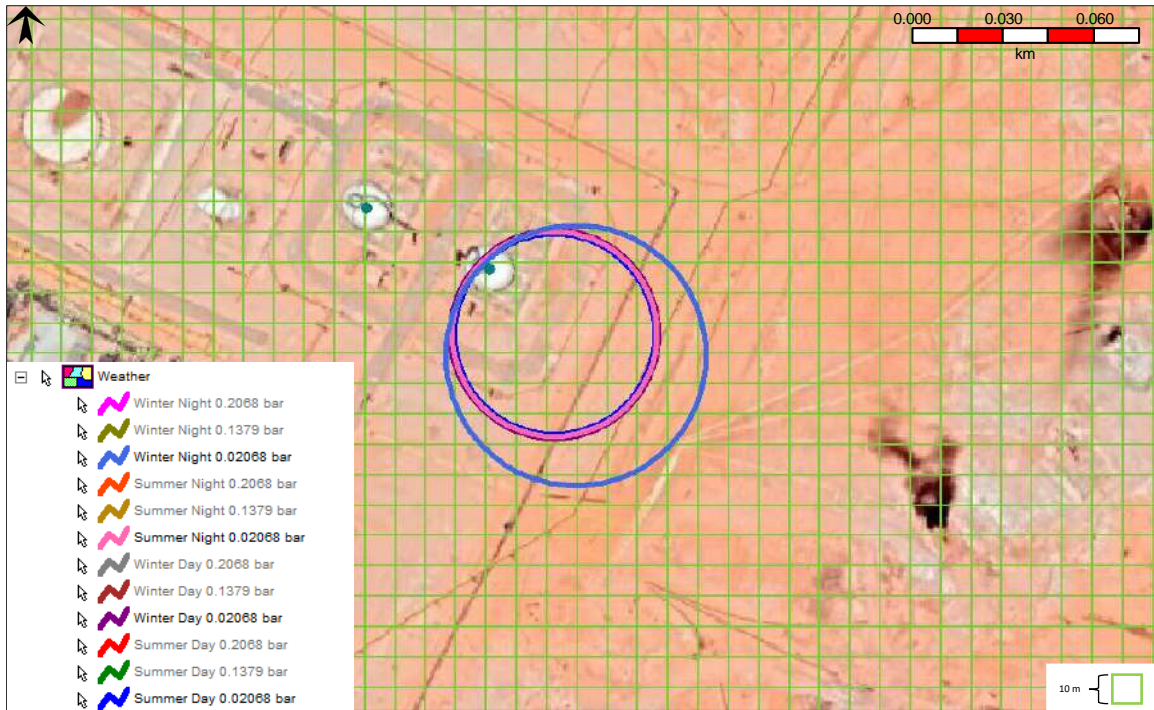 0.000 0.030 0.060
km
Weather
Winter Night 0.2068 bar
Winter Night 0.1379 bar
Winter Night 0.02068 bar
Summer Night 0.2068 bar
Summer Night 0.1379 bar
Summer Night 0.02068 bar
Winter Day 0.2068 bar
Winter Day 0.1379 bar
Winter Day 0.02068 bar
Summer Day 0.2068 bar
Summer Day 0.1379 bar
Summer Day 0.02068 bar
10 m